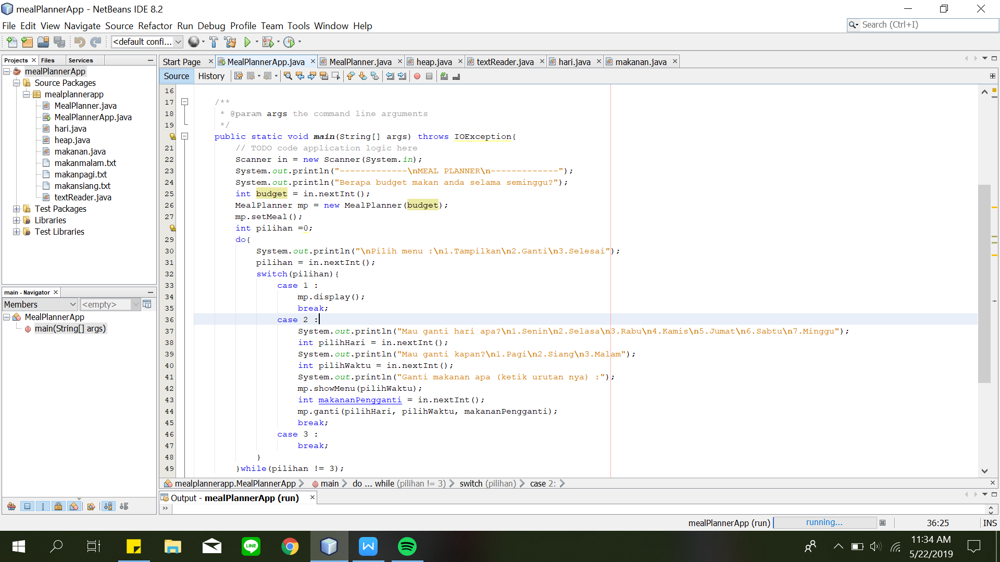 mealPlannerApp - NetBeans IDE 8.2
File Edit View Navigate Source Refactor Run Debug Profile Team Tools Window Help
Search (Ctrl+I)
<default confi...
Projects Files Services
mealPlannerApp
Source Packages
mealplannerapp
MealPlanner.java
MealPlannerApp.java
hari.java
heap.java
makanan.java
makanmalam.txt
makanpagi.txt
makansiang.txt
textReader.java
Test Packages
Libraries
Test Libraries
main - Navigator
Members <empty>
MealPlannerApp
main(String[] args)
Start Page MealPlannerApp.java MealPlanner.java heap.java textReader.java hari.java makanan.java
Source History
16
17 /**
18 * @param args the command line arguments
19 */
public static void main(String[] args) throws IOException{
21 // TODO code application logic here
22 Scanner in = new Scanner(System.in);
23 System.out.println("-------------\nMEAL PLANNER\n-------------");
24 System.out.println("Berapa budget makan anda selama seminggu?");
25 int budget = in.nextInt();
26 MealPlanner mp = new MealPlanner(budget);
27 mp.setMeal();
int pilihan =0;
29 do{
30 System.out.println("\nPilih menu :\n1.Tampilkan\n2.Ganti\n3.Selesai");
31 pilihan = in.nextInt();
32 switch(pilihan){
33 case 1 :
34 mp.display();
35 break;
36 case 2 :
37 System.out.println("Mau ganti hari apa?\n1.Senin\n2.Selasa\n3.Rabu\n4.Kamis\n5.Jumat\n6.Sabtu\n7.Minggu");
38 int pilihHari = in.nextInt();
39 System.out.println("Mau ganti kapan?\n1.Pagi\n2.Siang\n3.Malam");
40 int pilihWaktu = in.nextInt();
41 System.out.println("Ganti makanan apa (ketik urutan nya) :");
42 mp.showMenu(pilihWaktu);
43 int makananPengganti = in.nextInt();
44 mp.ganti(pilihHari, pilihWaktu, makananPengganti);
45 break;
46 case 3 :
47 break;
48 }
49 }while(pilihan != 3);
mealplannerapp.MealPlannerApp main do ... while (pilihan != 3) switch (pilihan) case 2:
Output - mealPlannerApp (run)
mealPlannerApp (run) running... 36:25 INS
LINE
11:34 AM
5/22/2019